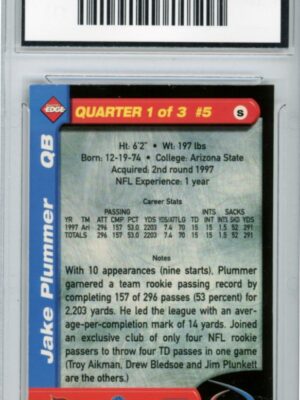 EDGE QUARTER 1 of 3 #5 S
Jake Plummer QB
Ht: 6'2" • Wt: 197 lbs
Born: 12-19-74 • College: Arizona State
Acquired: 2nd round 1997
NFL Experience: 1 year
Career Stats
PASSING INTS SACKS
YR TM ATT CMP PCT YDS YDS/ATT LG TD INT INTS SKD YDS
1997 Ari 296 157 53.0 2203 7.4 70 15 15 1.5 52 291
TOTALS 296 157 53.0 2203 7.4 70 15 15 1.5 52 291
Notes
With 10 appearances (nine starts). Plummer
garnered a team rookie passing record by
completing 157 of 296 passes (53 percent) for
2,203 yards. He led the league with an aver-
age-per-completion mark of 14 yards. Joined
an exclusive club of only four NFL rookie
passers to throw four TD passes in one game
(Troy Aikman, Drew Bledsoe and Jim Plunkett
are the others.)